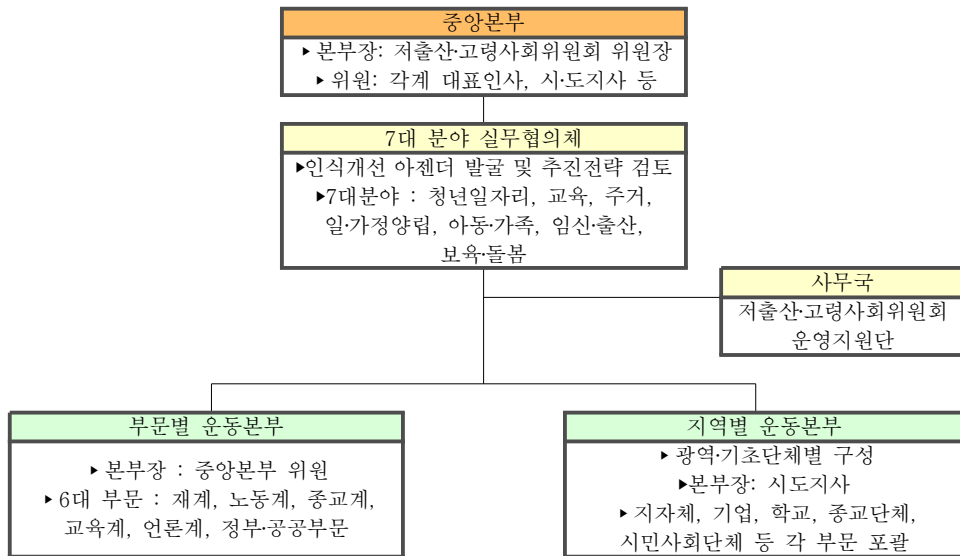 중앙본부
▸ 본부장: 저출산·고령사회위원회 위원장
▸ 위원: 각계 대표인사, 시·도지사 등
7대 분야 실무협의체
▸인식개선 아젠더 발굴 및 추진전략 검토
▸7대분야 : 청년일자리, 교육, 주거,
일·가정양립, 아동·가족, 임신·출산,
보육·돌봄
사무국
저출산·고령사회위원회
운영지원단
부문별 운동본부
▸ 본부장 : 중앙본부 위원
▸ 6대 부문 : 재계, 노동계, 종교계,
교육계, 언론계, 정부·공공부문
지역별 운동본부
▸ 광역·기초단체별 구성
▸본부장: 시도지사
▸ 지자체, 기업, 학교, 종교단체,
시민사회단체 등 각 부문 포괄